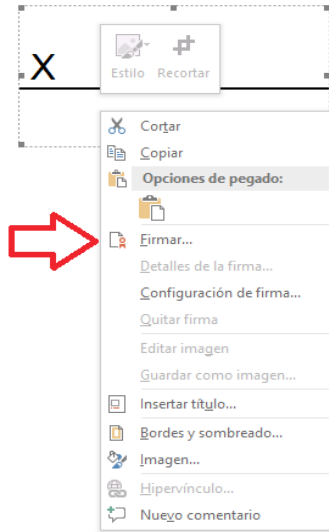 X
Estilo Recortar
Cortar
Copiar
Opciones de pegado:
Firmar...
Detalles de la firma...
Configuración de firma...
Quitar firma
Editar imagen
Guardar como imagen...
Insertar título...
Bordes y sombreado...
Imagen...
Hipervínculo...
Nuevo comentario